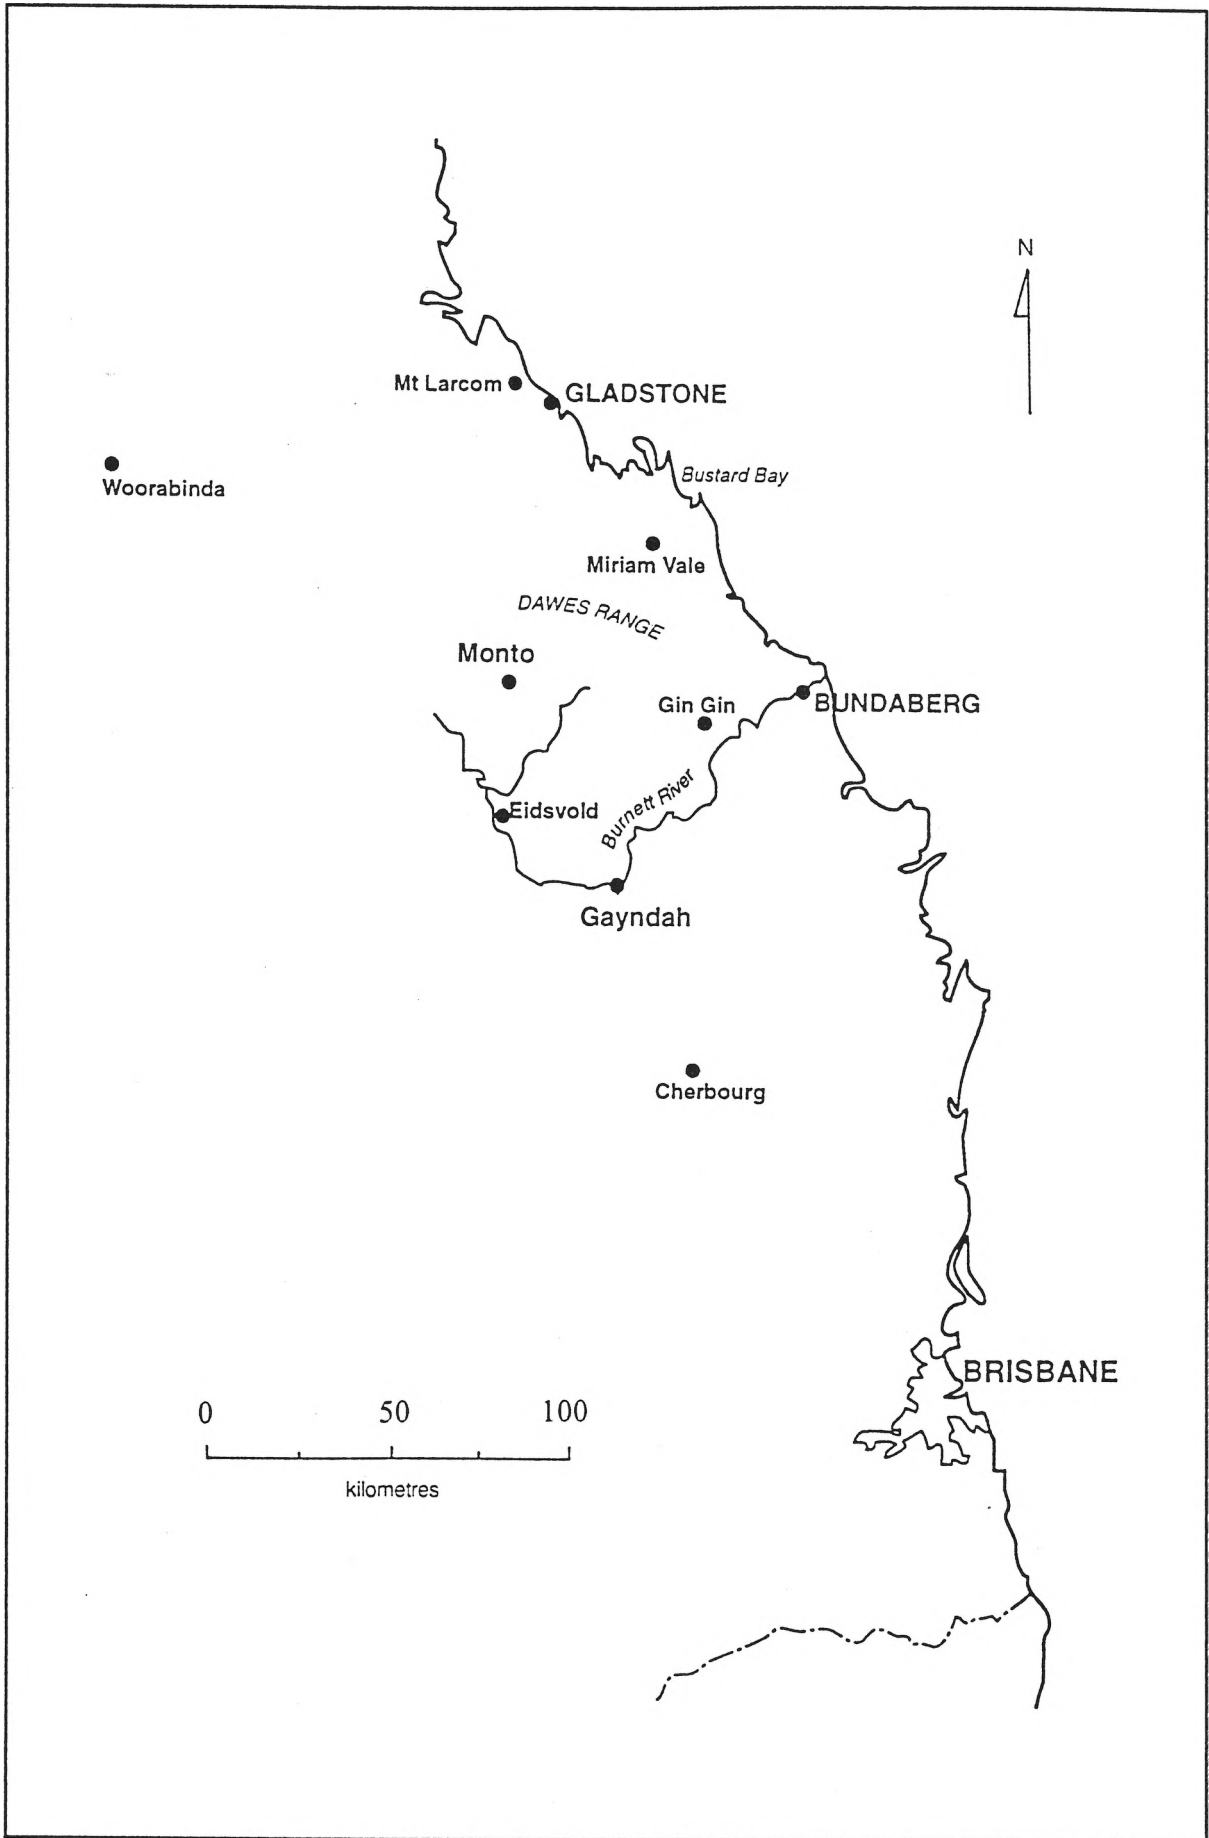 N
Mt Larcom
GLADSTONE
Bustard Bay
Woorabinda
Miriam Vale
DAWES RANGE
Monto
Gin Gin
BUNDABERG
Burnett River
Eidsvold
Gayndah
Cherbourg
BRISBANE
0 50 100
kilometres